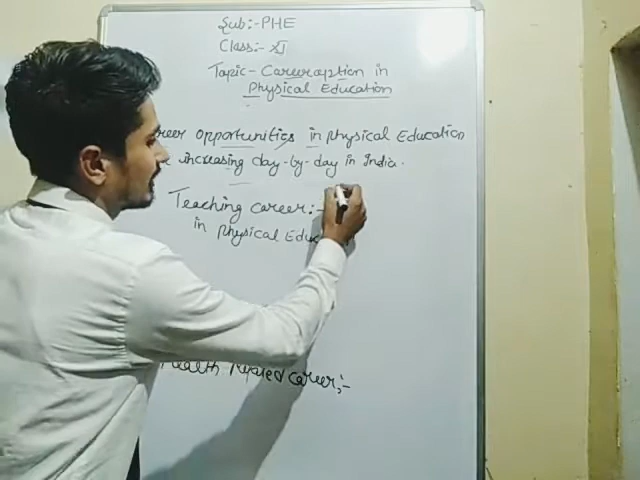 Sub:- PHE
Class:- XI
Topic - Career option in
Physical Education
opportunities in Physical Education
increasing day-by-day in India.
Teaching career:-
in Physical Edu
Health Related career:-